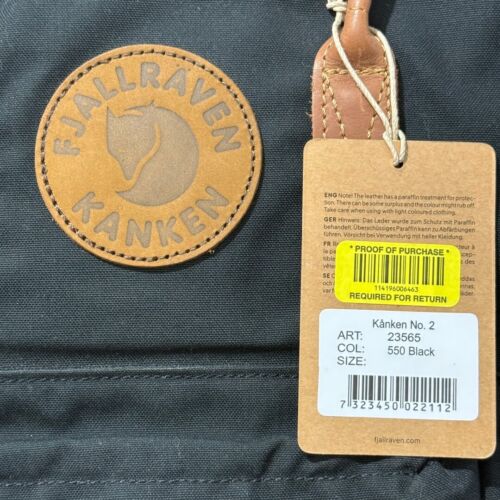 FJALLRAVEN
KÅNKEN
ENG Note! The leather has a paraffin treatment for protec-
tion. There can be some surplus and the colour might rub off.
Take care when using with light coloured clothing.
GER Hinweis: Das Leder wurde zum Schutz mit Paraffin
behandelt. Überschüssiges Paraffin kann zu Abfärbungen
führen. Vorsicht bei Verwendung mit heller Kleidung.
* PROOF OF PURCHASE *
114196006463
REQUIRED FOR RETURN
Kånken No. 2
ART: 23565
COL: 550 Black
SIZE:
7 323450 022112
fjallraven.com